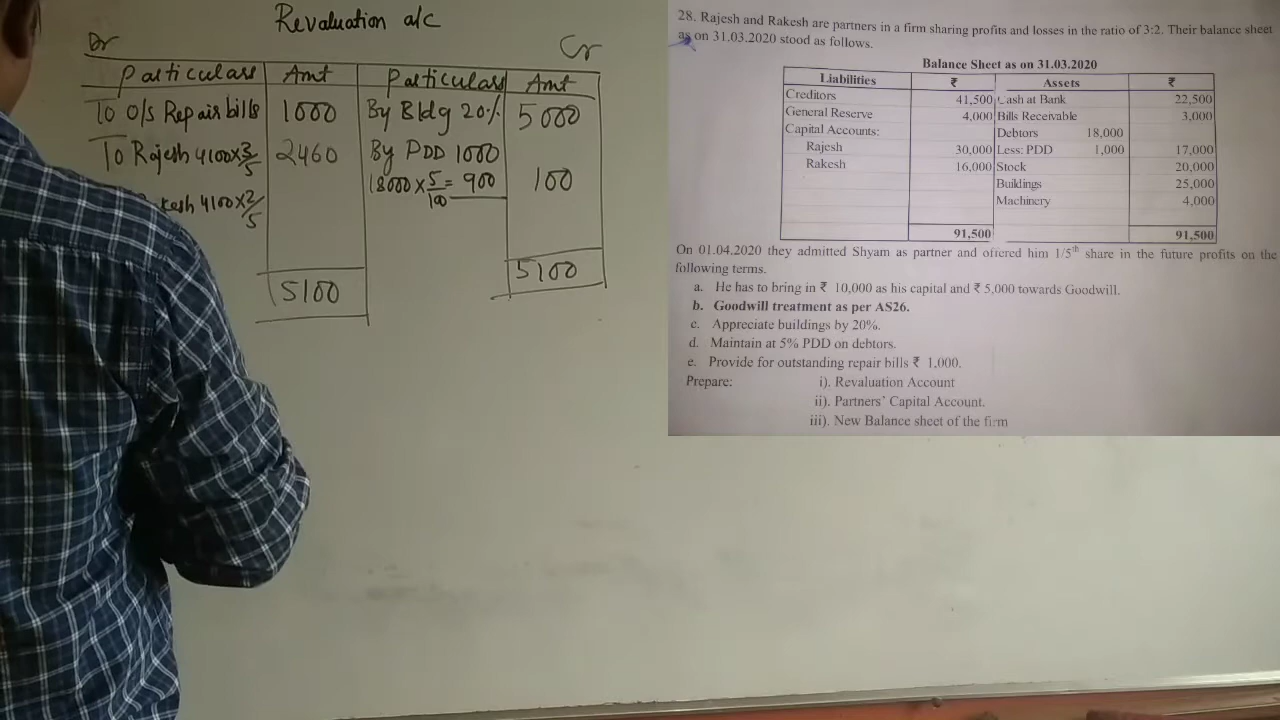 Revaluation a/c
Dr
Cr
Particulars Amt Particulars Amt
To O/s Repair bills 1000 By Bldg 20% 5000
To Rajesh 4100×3/5 2460 By PDD 1000
18000×5/100 = 900 100
4100×2/5
5100 5100
28. Rajesh and Rakesh are partners in a firm sharing profits and losses in the ratio of 3:2. Their balance sheet
as on 31.03.2020 stood as follows.
Balance Sheet as on 31.03.2020
Liabilities ₹ Assets ₹
Creditors 41,500 Cash at Bank 22,500
General Reserve 4,000 Bills Receivable 3,000
Capital Accounts: Debtors 18,000
Rajesh 30,000 Less: PDD 1,000 17,000
Rakesh 16,000 Stock 20,000
Buildings 25,000
Machinery 4,000
91,500 91,500
On 01.04.2020 they admitted Shyam as partner and offered him 1/5th share in the future profits on the
following terms.
a. He has to bring in ₹ 10,000 as his capital and ₹ 5,000 towards Goodwill.
b. Goodwill treatment as per AS26.
c. Appreciate buildings by 20%.
d. Maintain at 5% PDD on debtors.
e. Provide for outstanding repair bills ₹ 1,000.
Prepare: i). Revaluation Account
ii). Partners' Capital Account.
iii). New Balance sheet of the firm